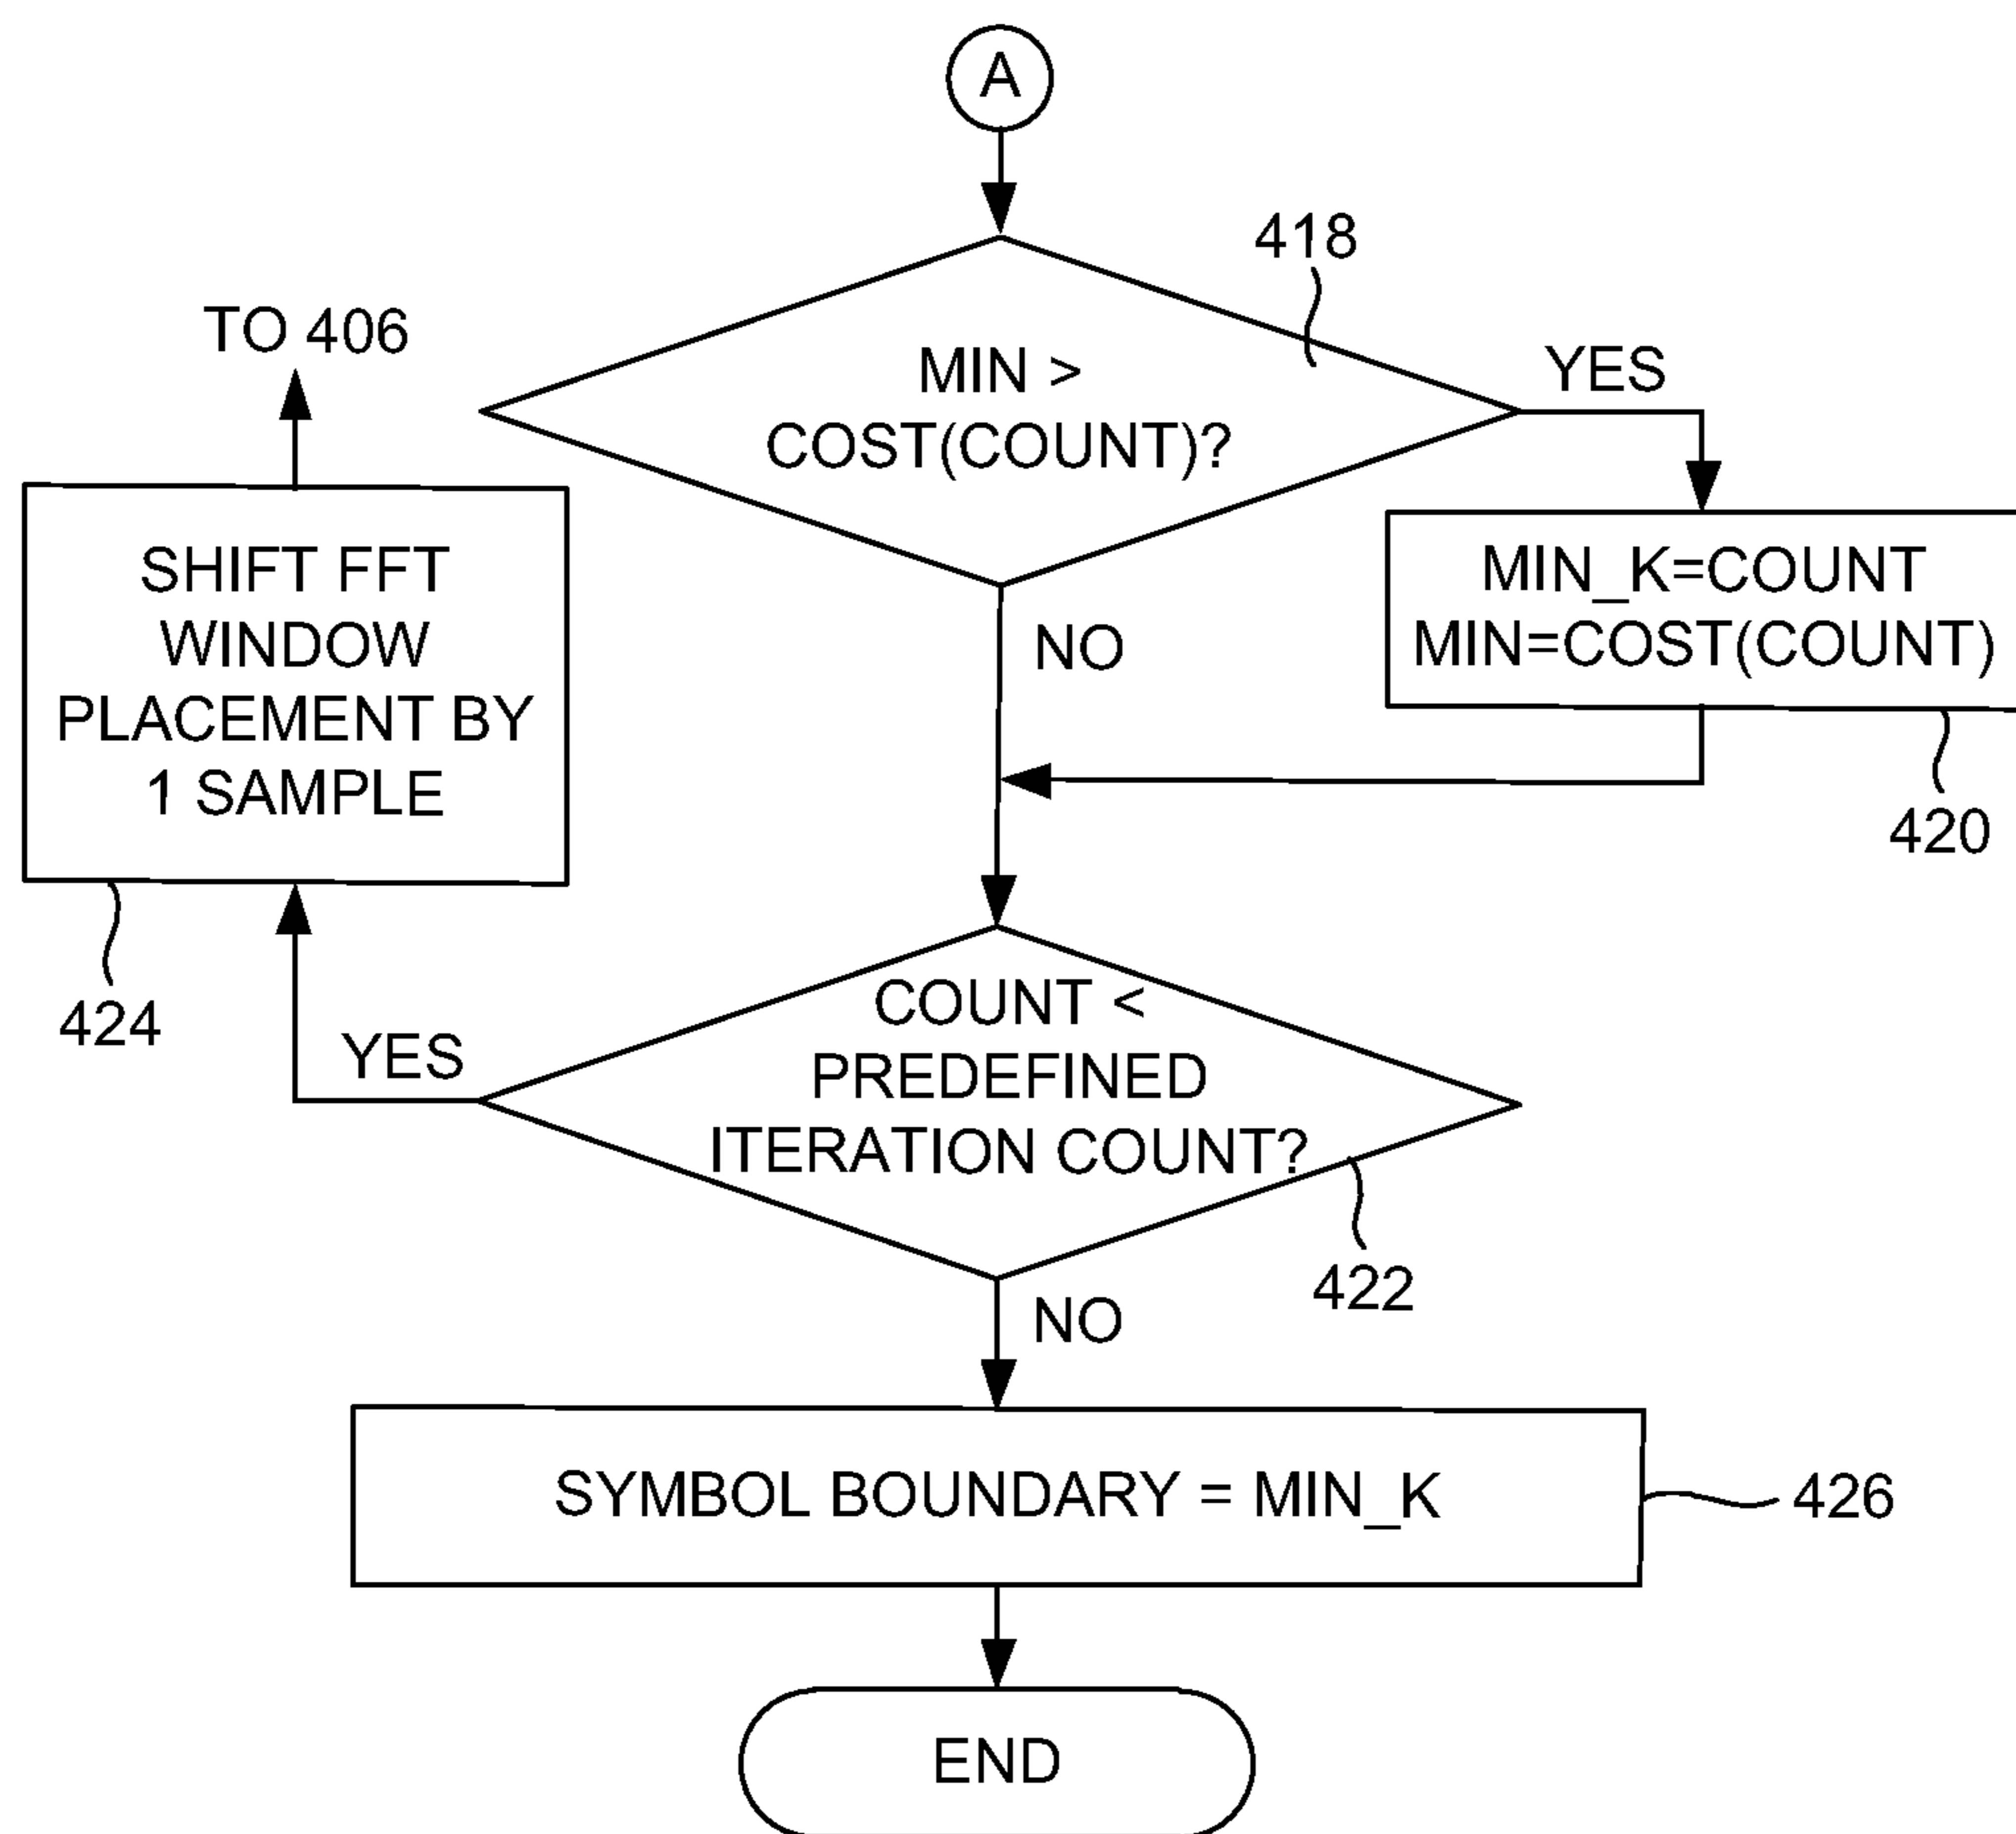 A
418
TO 406
MIN >
COST(COUNT)?
YES
SHIFT FFT
WINDOW
PLACEMENT BY
1 SAMPLE
MIN_K=COUNT
MIN=COST(COUNT)
NO
420
424
YES
COUNT <
PREDEFINED
ITERATION COUNT?
422
NO
SYMBOL BOUNDARY = MIN_K
426
END